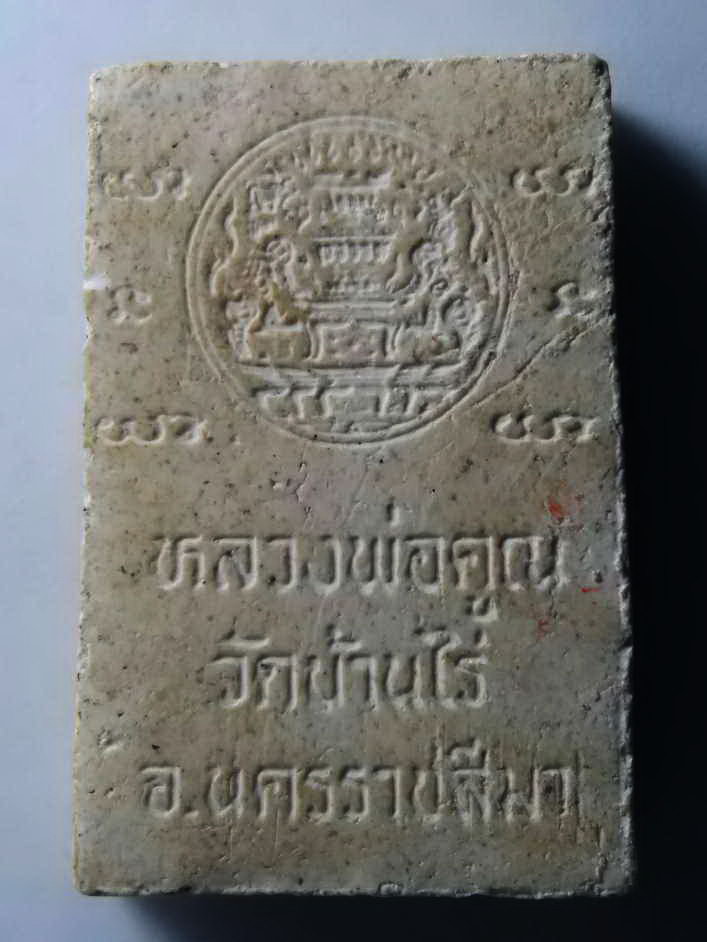 หลวงพ่อคูณ
วัดบ้านไร่
อ.นครราชสีมา